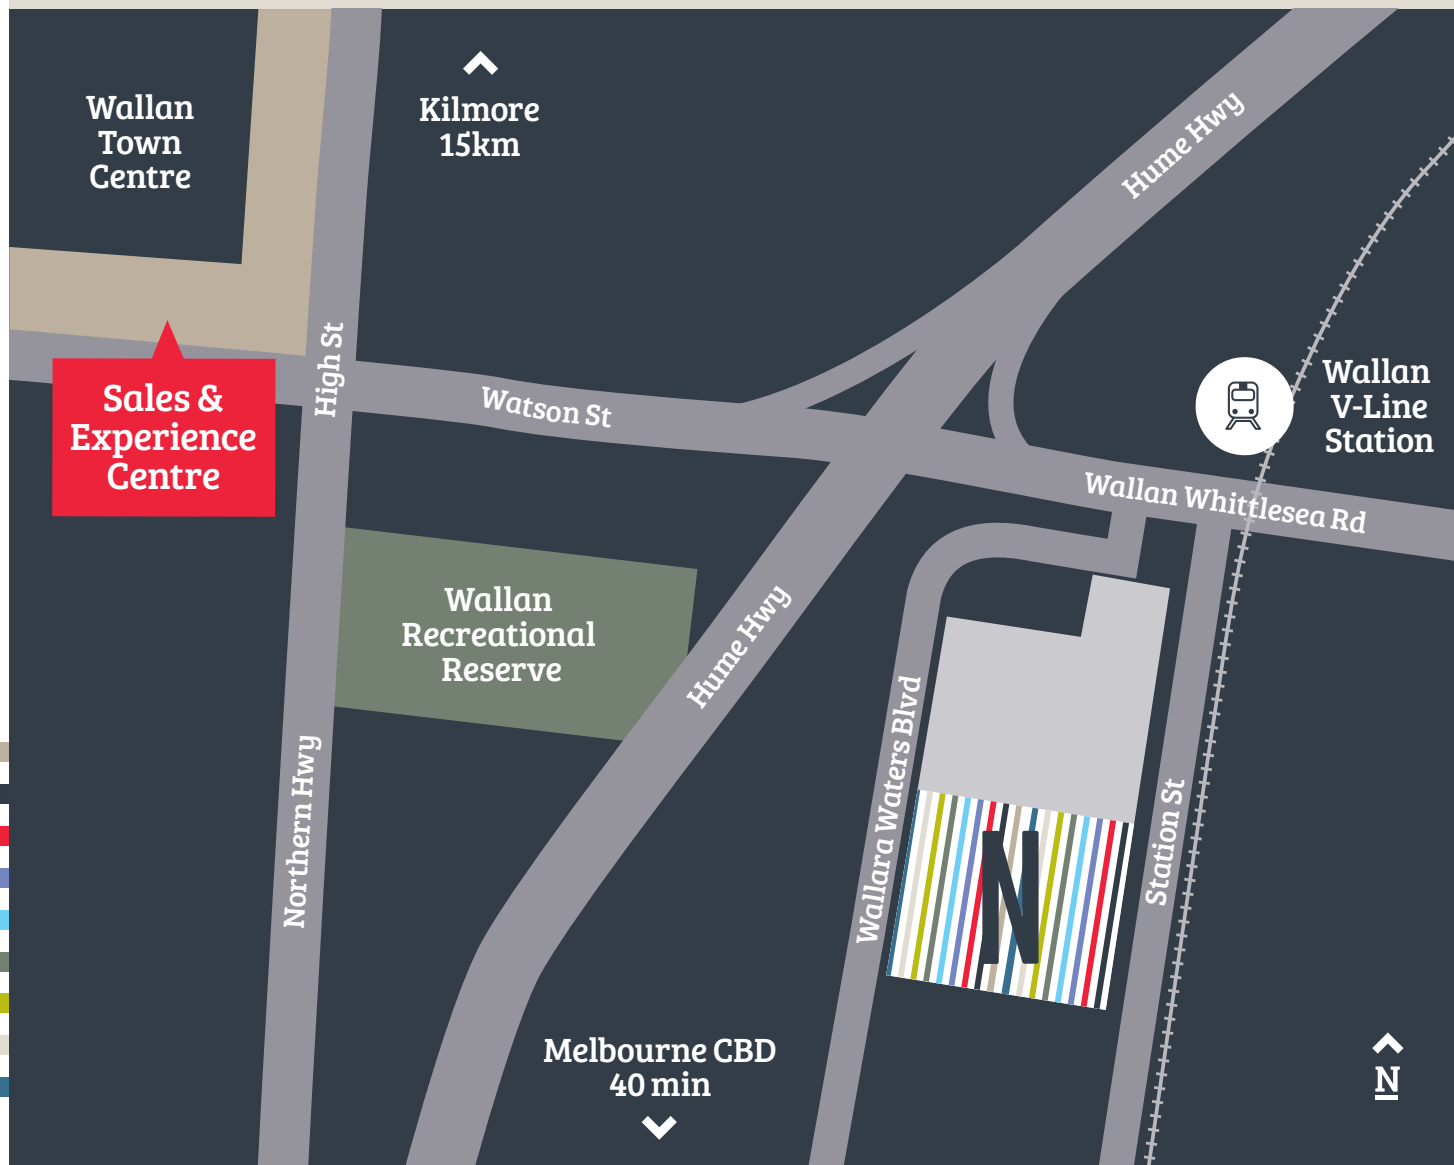 Wallan
Town
Centre
Kilmore
15km
Hume Hwy
High St
Sales &
Experience
Centre
Watson St
Wallan
V-Line
Station
Wallan Whittlesea Rd
Wallan
Recreational
Reserve
Hume Hwy
Northern Hwy
Wallara Waters Blvd
Station St
N
Melbourne CBD
40 min
N